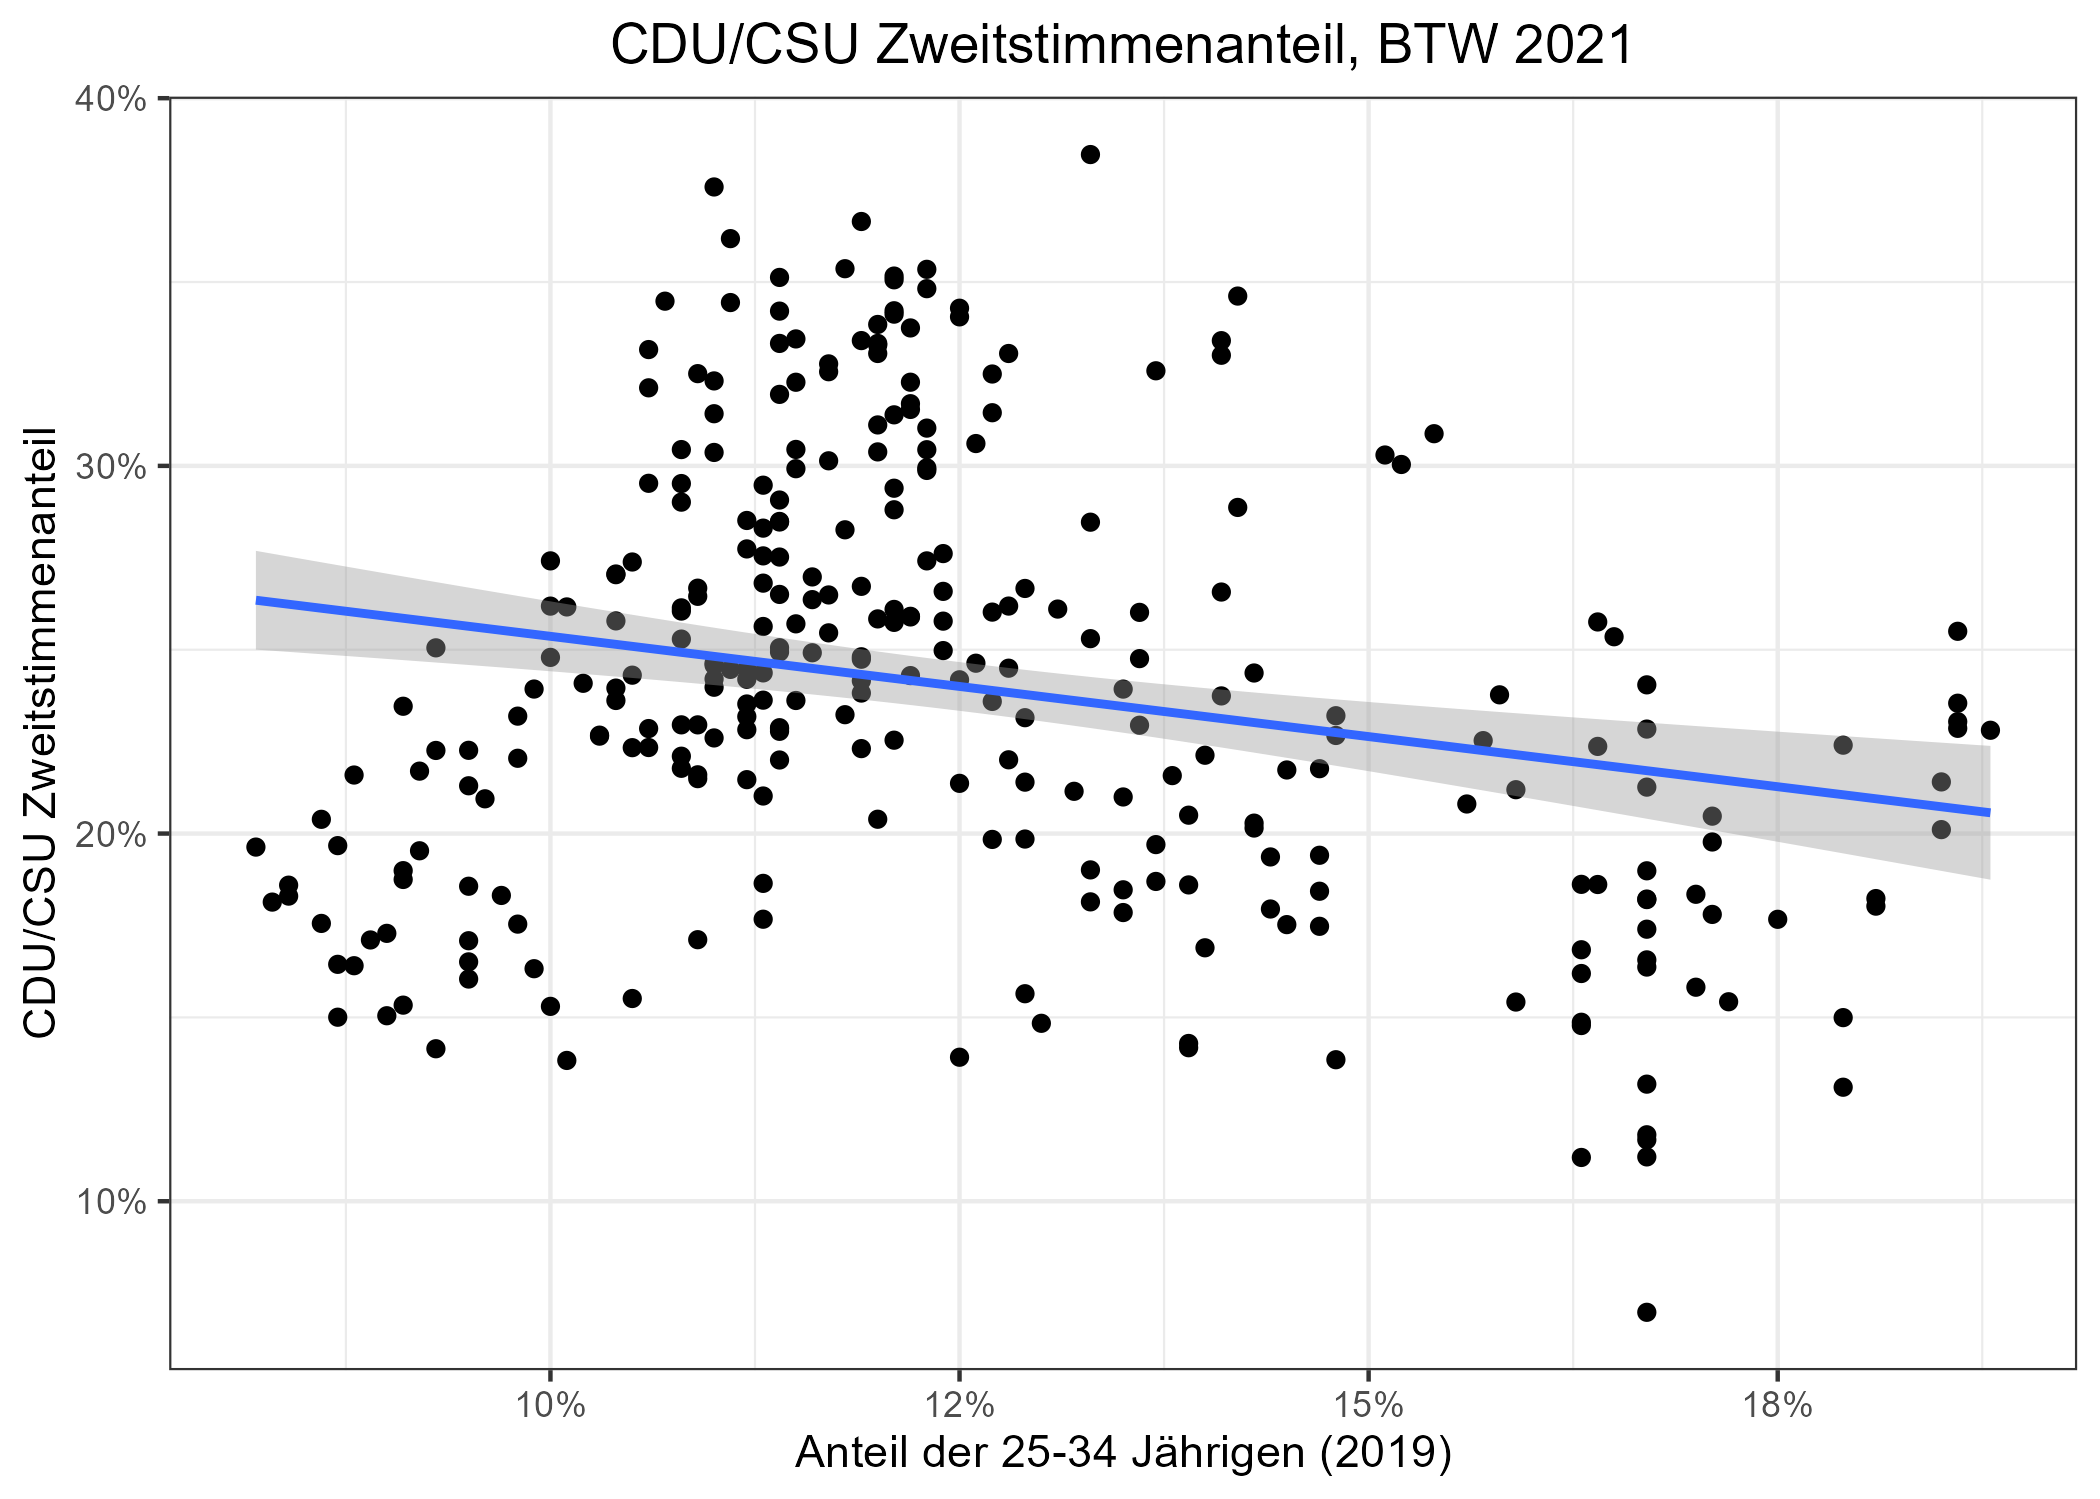 CDU/CSU Zweitstimmenanteil, BTW 2021
40%
30%
20%
10%
CDU/CSU Zweitstimmenanteil
10%
12%
15%
18%
Anteil der 25-34 Jährigen (2019)